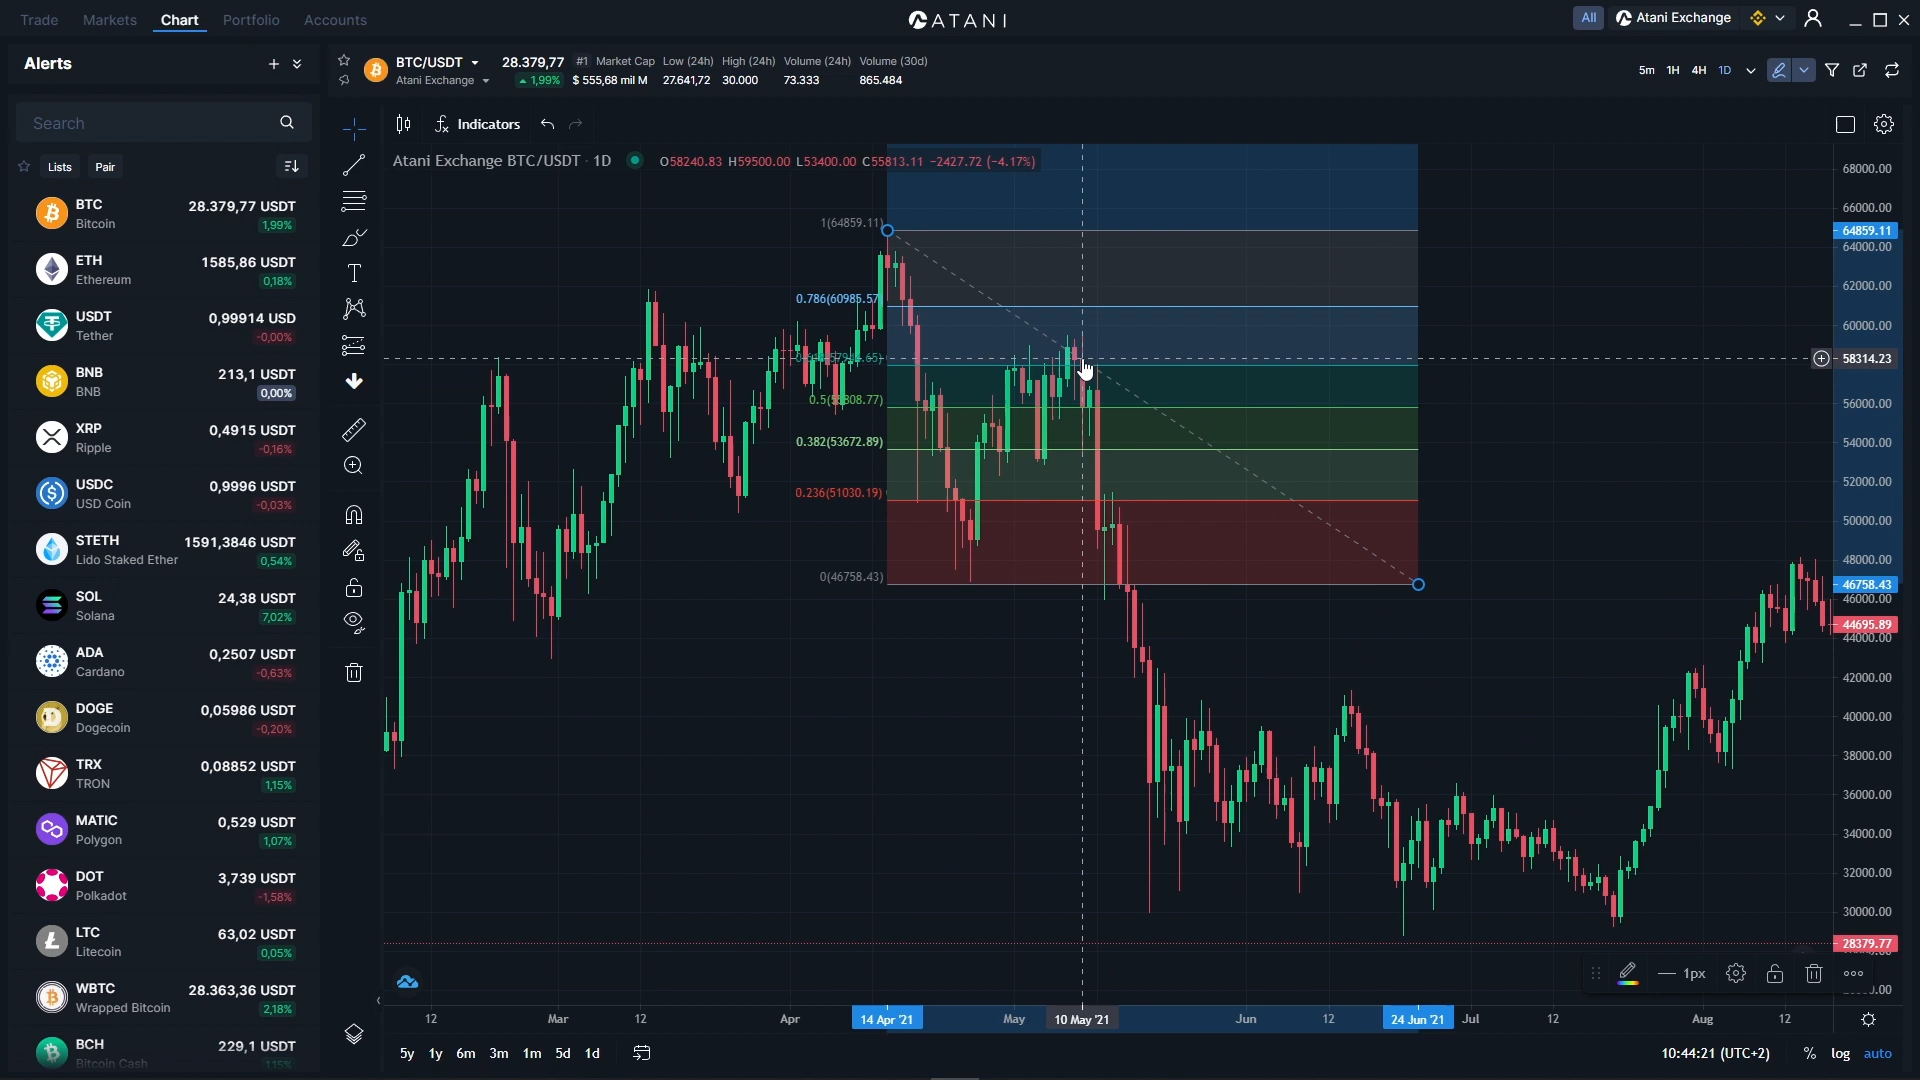 Trade Markets Chart Portfolio Accounts
ATANI
All Atani Exchange
Alerts
BTC/USDT 28.379,77 #1 Market Cap Low (24h) High (24h) Volume (24h) Volume (30d)
Atani Exchange 1,99% $ 555,68 mil M 27.641,72 30.000 73.333 865.484
5m 1H 4H 1D
Search
Indicators
Lists Pair
Atani Exchange BTC/USDT · 1D O58240.83 H59500.00 L53400.00 C55813.11 −2427.72 (−4.17%)
BTC 28.379,77 USDT
Bitcoin 1,99%
ETH 1585,86 USDT
Ethereum 0,18%
USDT 0,99914 USD
Tether -0,00%
BNB 213,1 USDT
BNB 0,00%
XRP 0,4915 USDT
Ripple -0,16%
USDC 0,9996 USDT
USD Coin -0,03%
STETH 1591,3846 USDT
Lido Staked Ether 0,54%
SOL 24,38 USDT
Solana 7,02%
ADA 0,2507 USDT
Cardano -0,63%
DOGE 0,05986 USDT
Dogecoin -0,20%
TRX 0,08852 USDT
TRON 1,15%
MATIC 0,529 USDT
Polygon 1,07%
DOT 3,739 USDT
Polkadot -1,58%
LTC 63,02 USDT
Litecoin 0,05%
WBTC 28.363,36 USDT
Wrapped Bitcoin 2,18%
BCH 229,1 USDT
Bitcoin Cash 1,15%
1(64859.11)
0.786(60985.57)
0.5(55808.77)
0.382(53672.89)
0.236(51030.19)
0(46758.43)
68000.00
66000.00
64859.11
64000.00
62000.00
60000.00
58314.23
56000.00
54000.00
52000.00
50000.00
48000.00
46758.43
46000.00
44695.89
44000.00
42000.00
40000.00
38000.00
36000.00
34000.00
32000.00
30000.00
28379.77
1px
12 Mar 12 Apr 14 Apr '21 May 10 May '21 Jun 12 24 Jun '21 Jul 12 Aug 12
5y 1y 6m 3m 1m 5d 1d
10:44:21 (UTC+2) % log auto